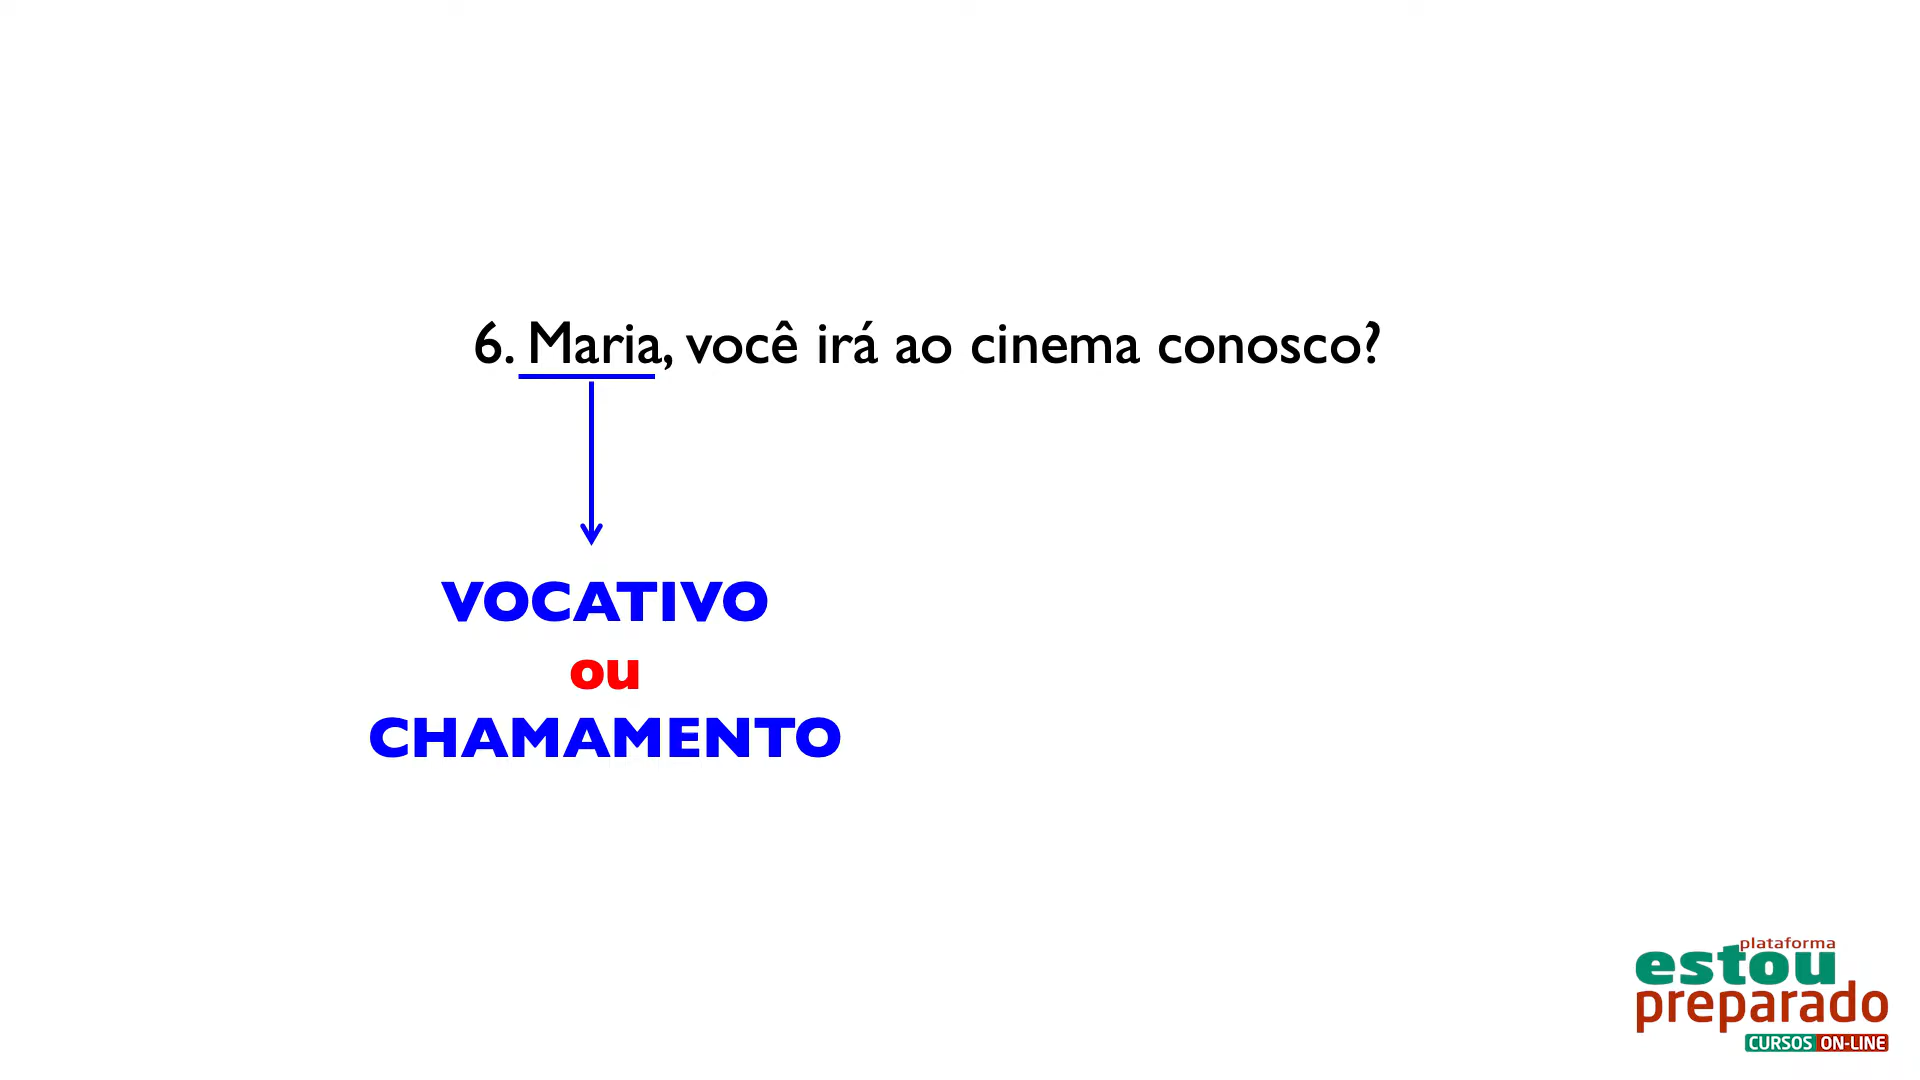 6. Maria, você irá ao cinema conosco?
VOCATIVO
ou
CHAMAMENTO
plataforma
estou
preparado
CURSOS ON-LINE